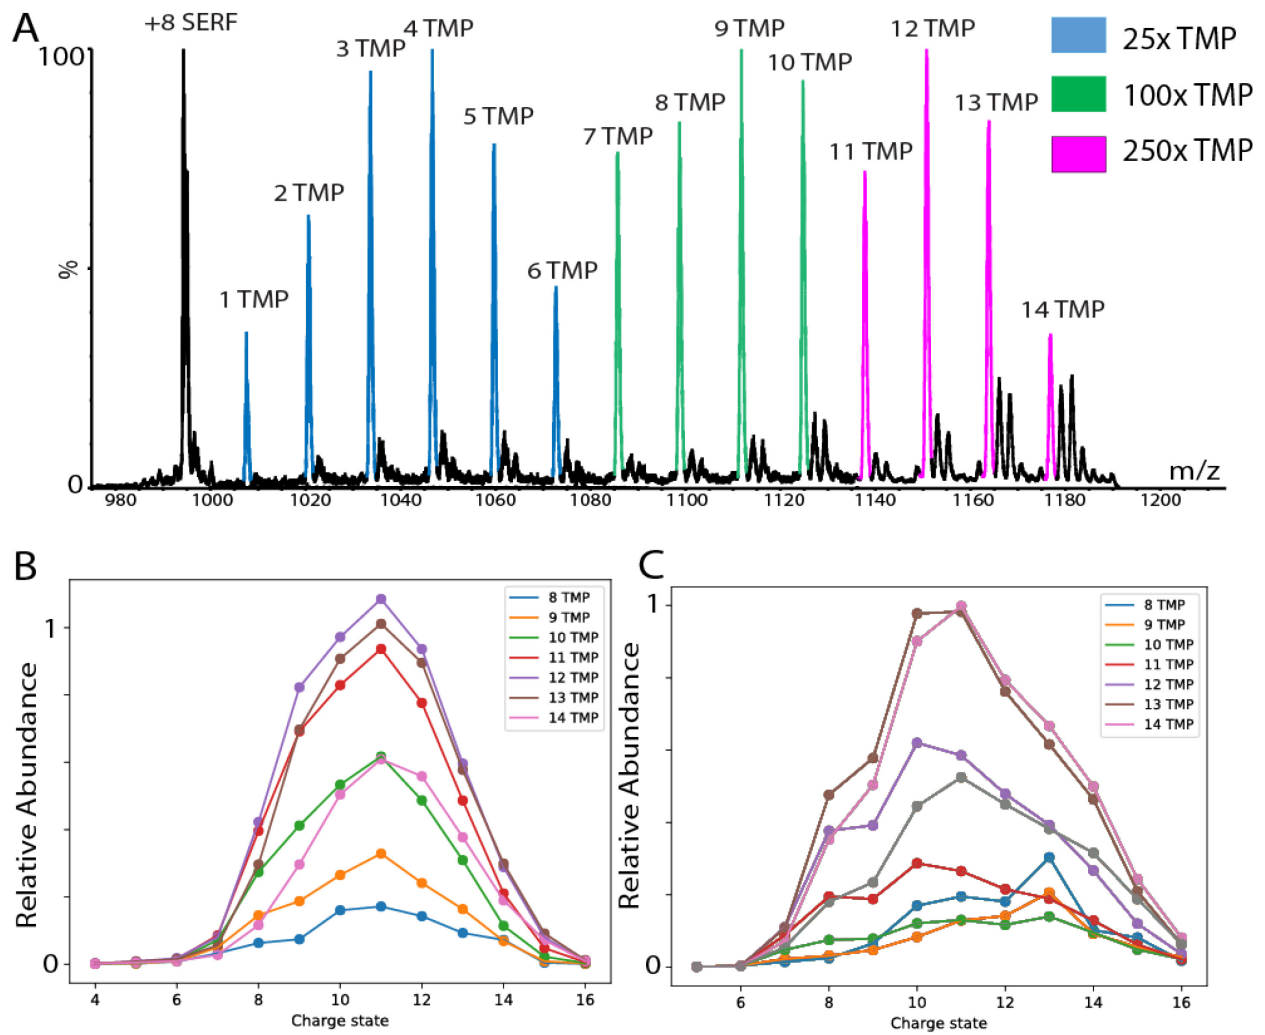 A
+8 SERF
1 TMP
2 TMP
3 TMP
4 TMP
5 TMP
6 TMP
7 TMP
8 TMP
9 TMP
10 TMP
11 TMP
12 TMP
13 TMP
14 TMP
25x TMP
100x TMP
250x TMP
100
%
0
980 1000 1020 1040 1060 1080 1100 1120 1140 1160 1180 1200
m/z
B
Relative Abundance
1
0
4 6 8 10 12 14 16
Charge state
8 TMP
9 TMP
10 TMP
11 TMP
12 TMP
13 TMP
14 TMP
C
Relative Abundance
1
0
6 8 10 12 14 16
Charge state
8 TMP
9 TMP
10 TMP
11 TMP
12 TMP
13 TMP
14 TMP